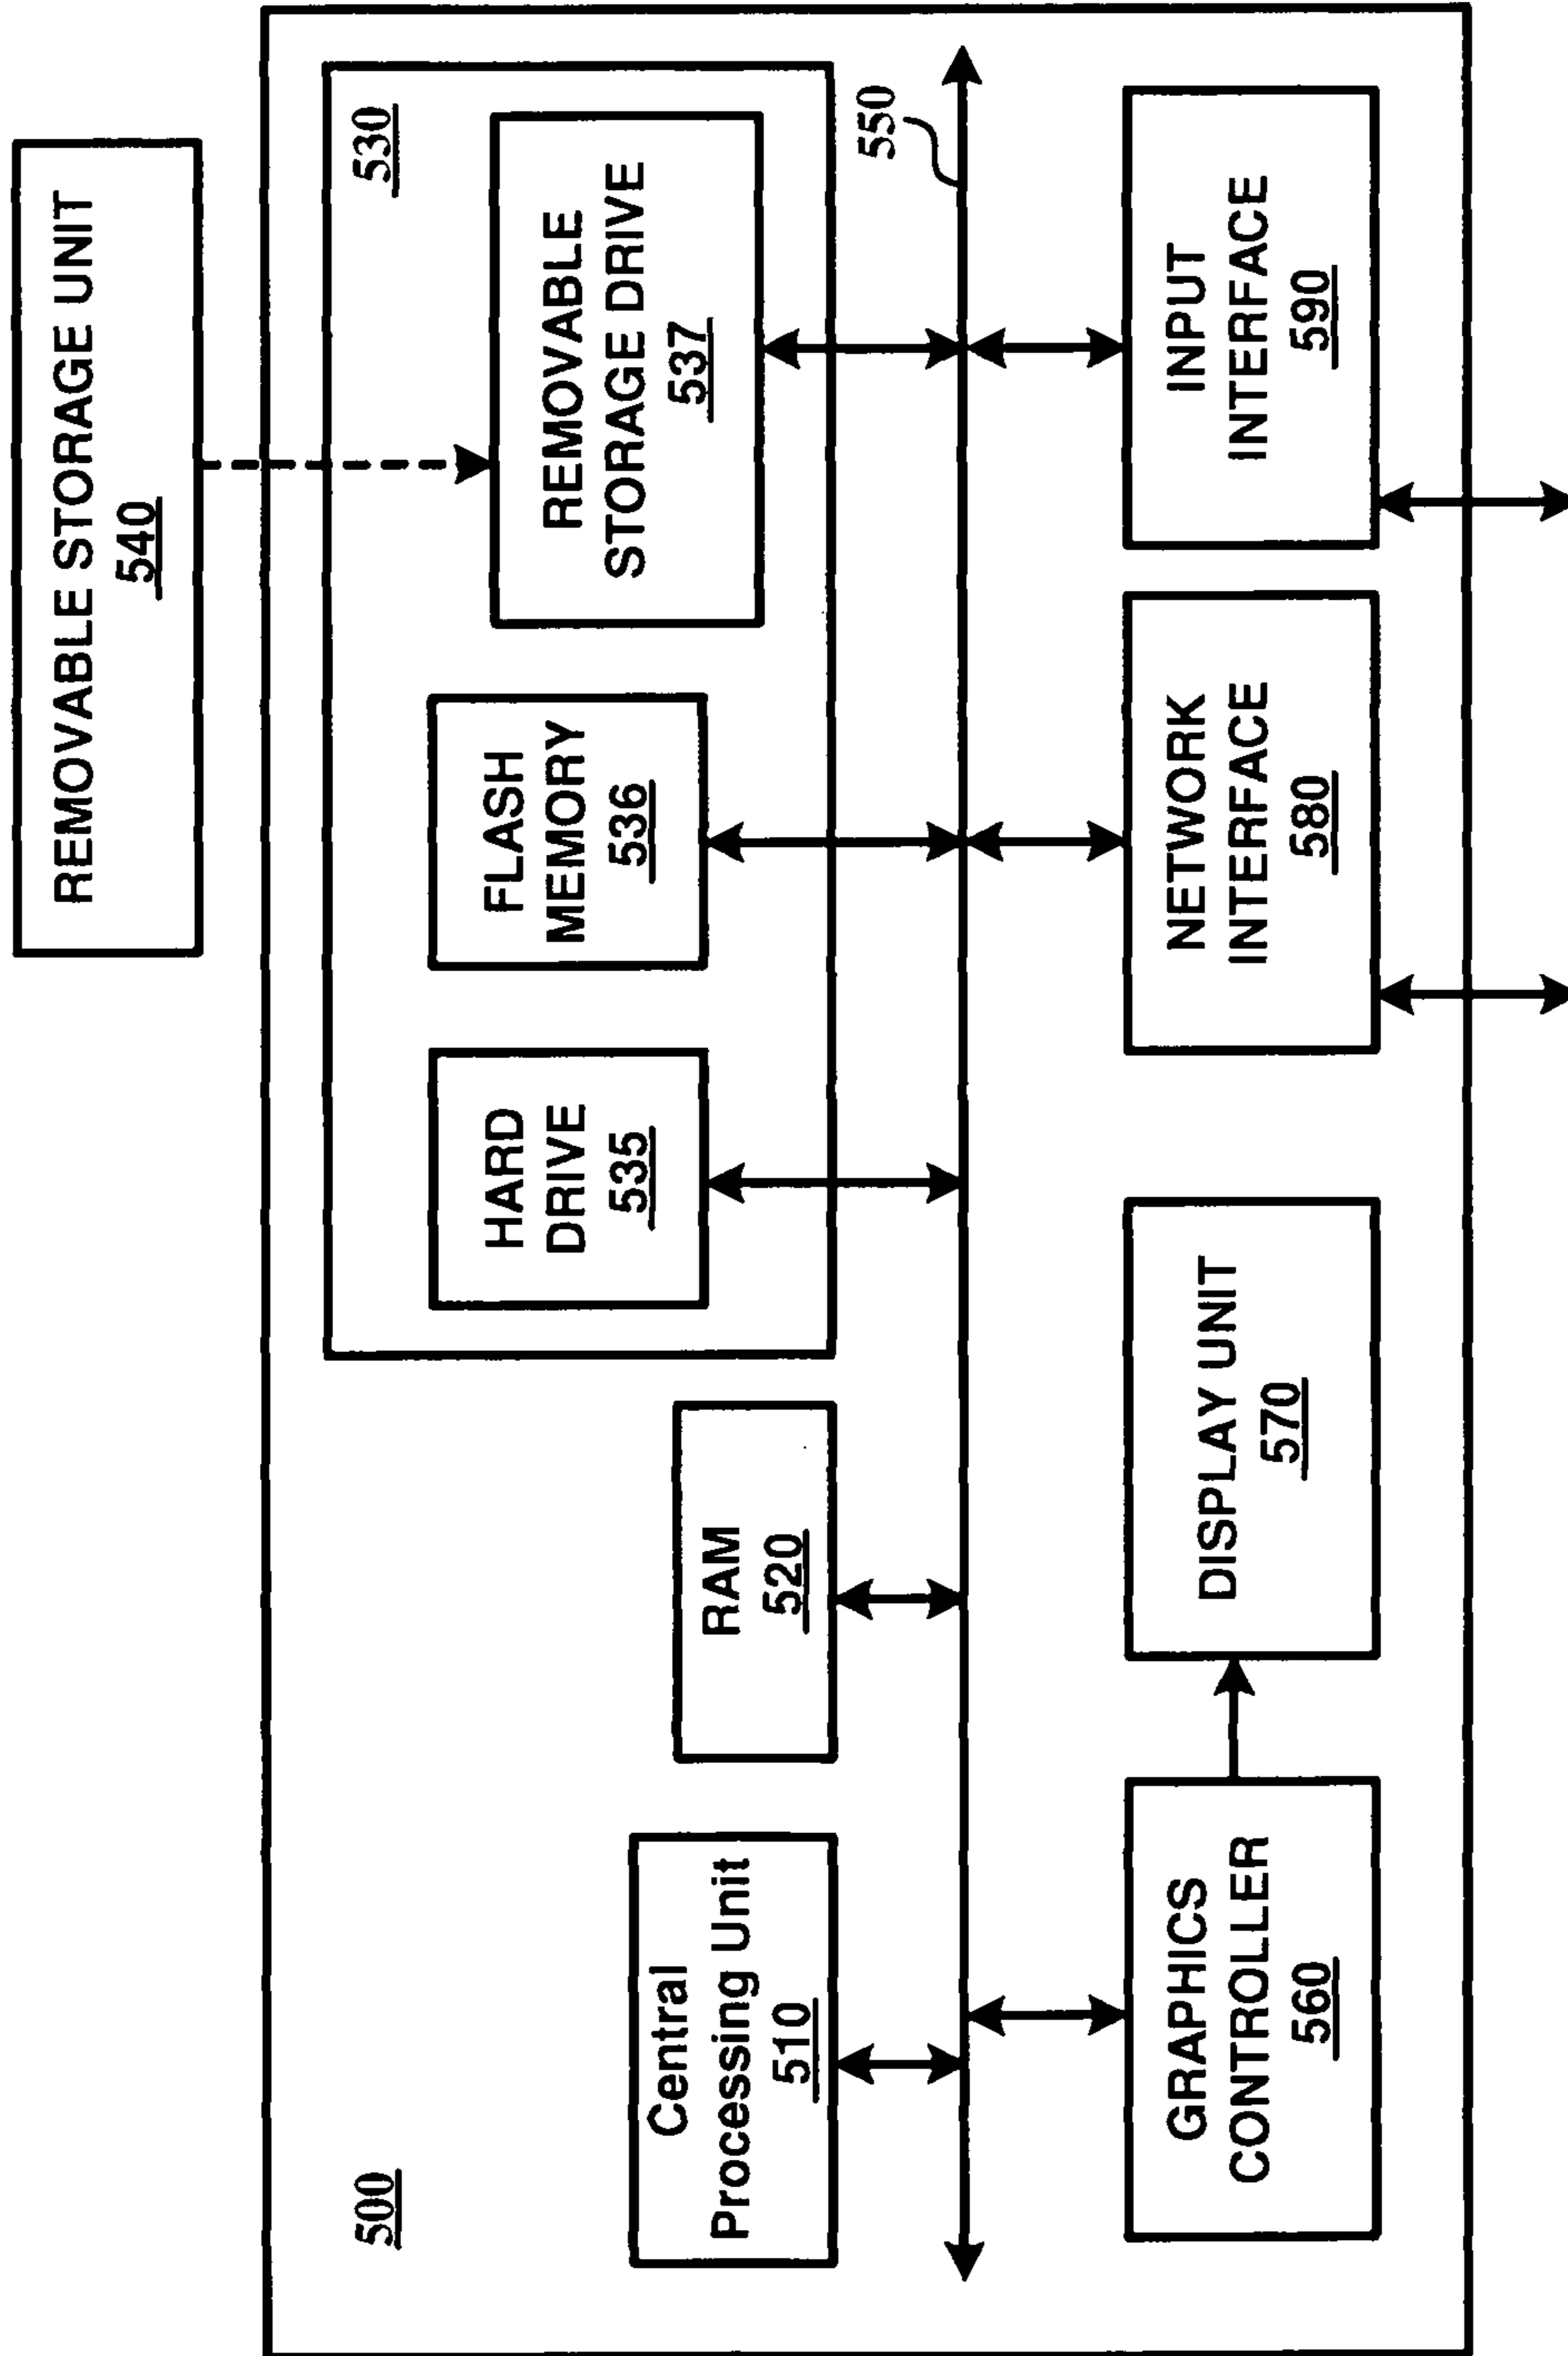 REMOVABLE STORAGE UNIT
540
500
530
Central
Processing Unit
510
RAM
520
HARD
DRIVE
535
FLASH
MEMORY
536
REMOVABLE
STORAGE DRIVE
537
550
GRAPHICS
CONTROLLER
560
DISPLAY UNIT
570
NETWORK
INTERFACE
580
INPUT
INTERFACE
590